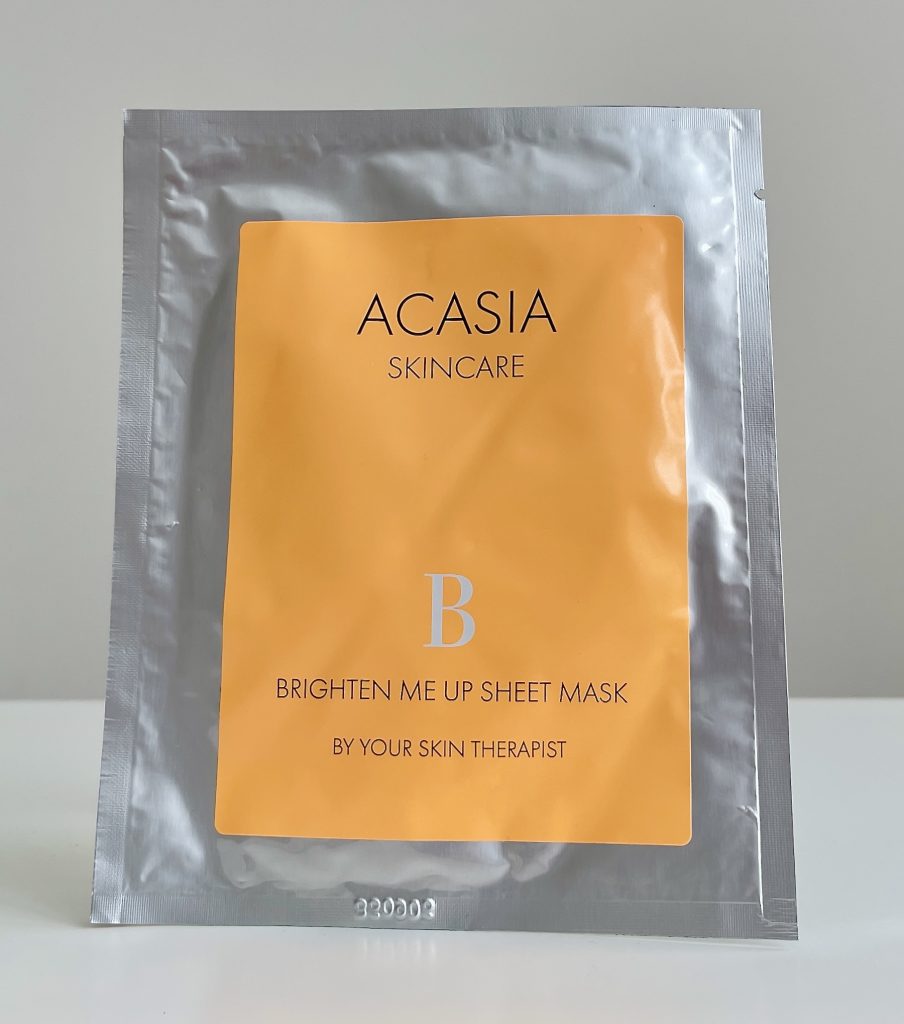 ACASIA
SKINCARE
B
BRIGHTEN ME UP SHEET MASK
BY YOUR SKIN THERAPIST